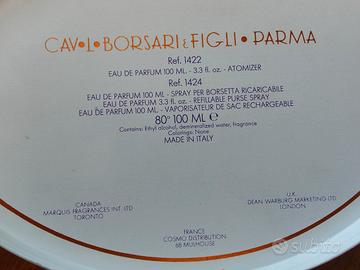 CAV•L•BORSARI & FIGLI • PARMA
Ref. 1422
EAU DE PARFUM 100 ML - 3.3 fl. oz. - ATOMIZER
Ref. 1424
EAU DE PARFUM 100 ML - SPRAY PER BORSETTA RICARICABILE
EAU DE PARFUM 3.3 fl. oz. - REFILLABLE PURSE SPRAY
EAU DE PARFUM 100 ML - VAPORISATEUR DE SAC RECHARGEABLE
80° 100 ML ℮
Contains: Ethyl alcohol, demineralized water, fragrance
Colorings: None
MADE IN ITALY
CANADA
MARQUIS FRAGRANCES INT. LTD
TORONTO
U.K.
DEAN WARBURG MARKETING LTD
LONDON
FRANCE
COSMO DISTRIBUTION
68 MULHOUSE
subito